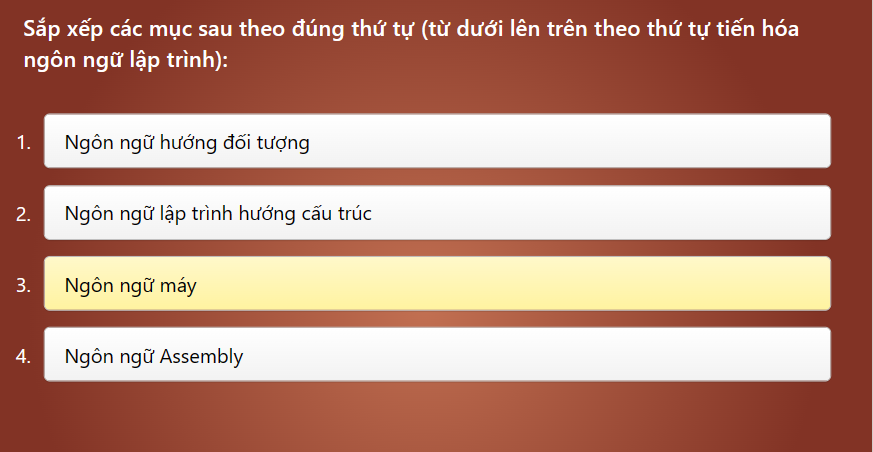 Sắp xếp các mục sau theo đúng thứ tự (từ dưới lên trên theo thứ tự tiến hóa
ngôn ngữ lập trình):
1. Ngôn ngữ hướng đối tượng
2. Ngôn ngữ lập trình hướng cấu trúc
3. Ngôn ngữ máy
4. Ngôn ngữ Assembly